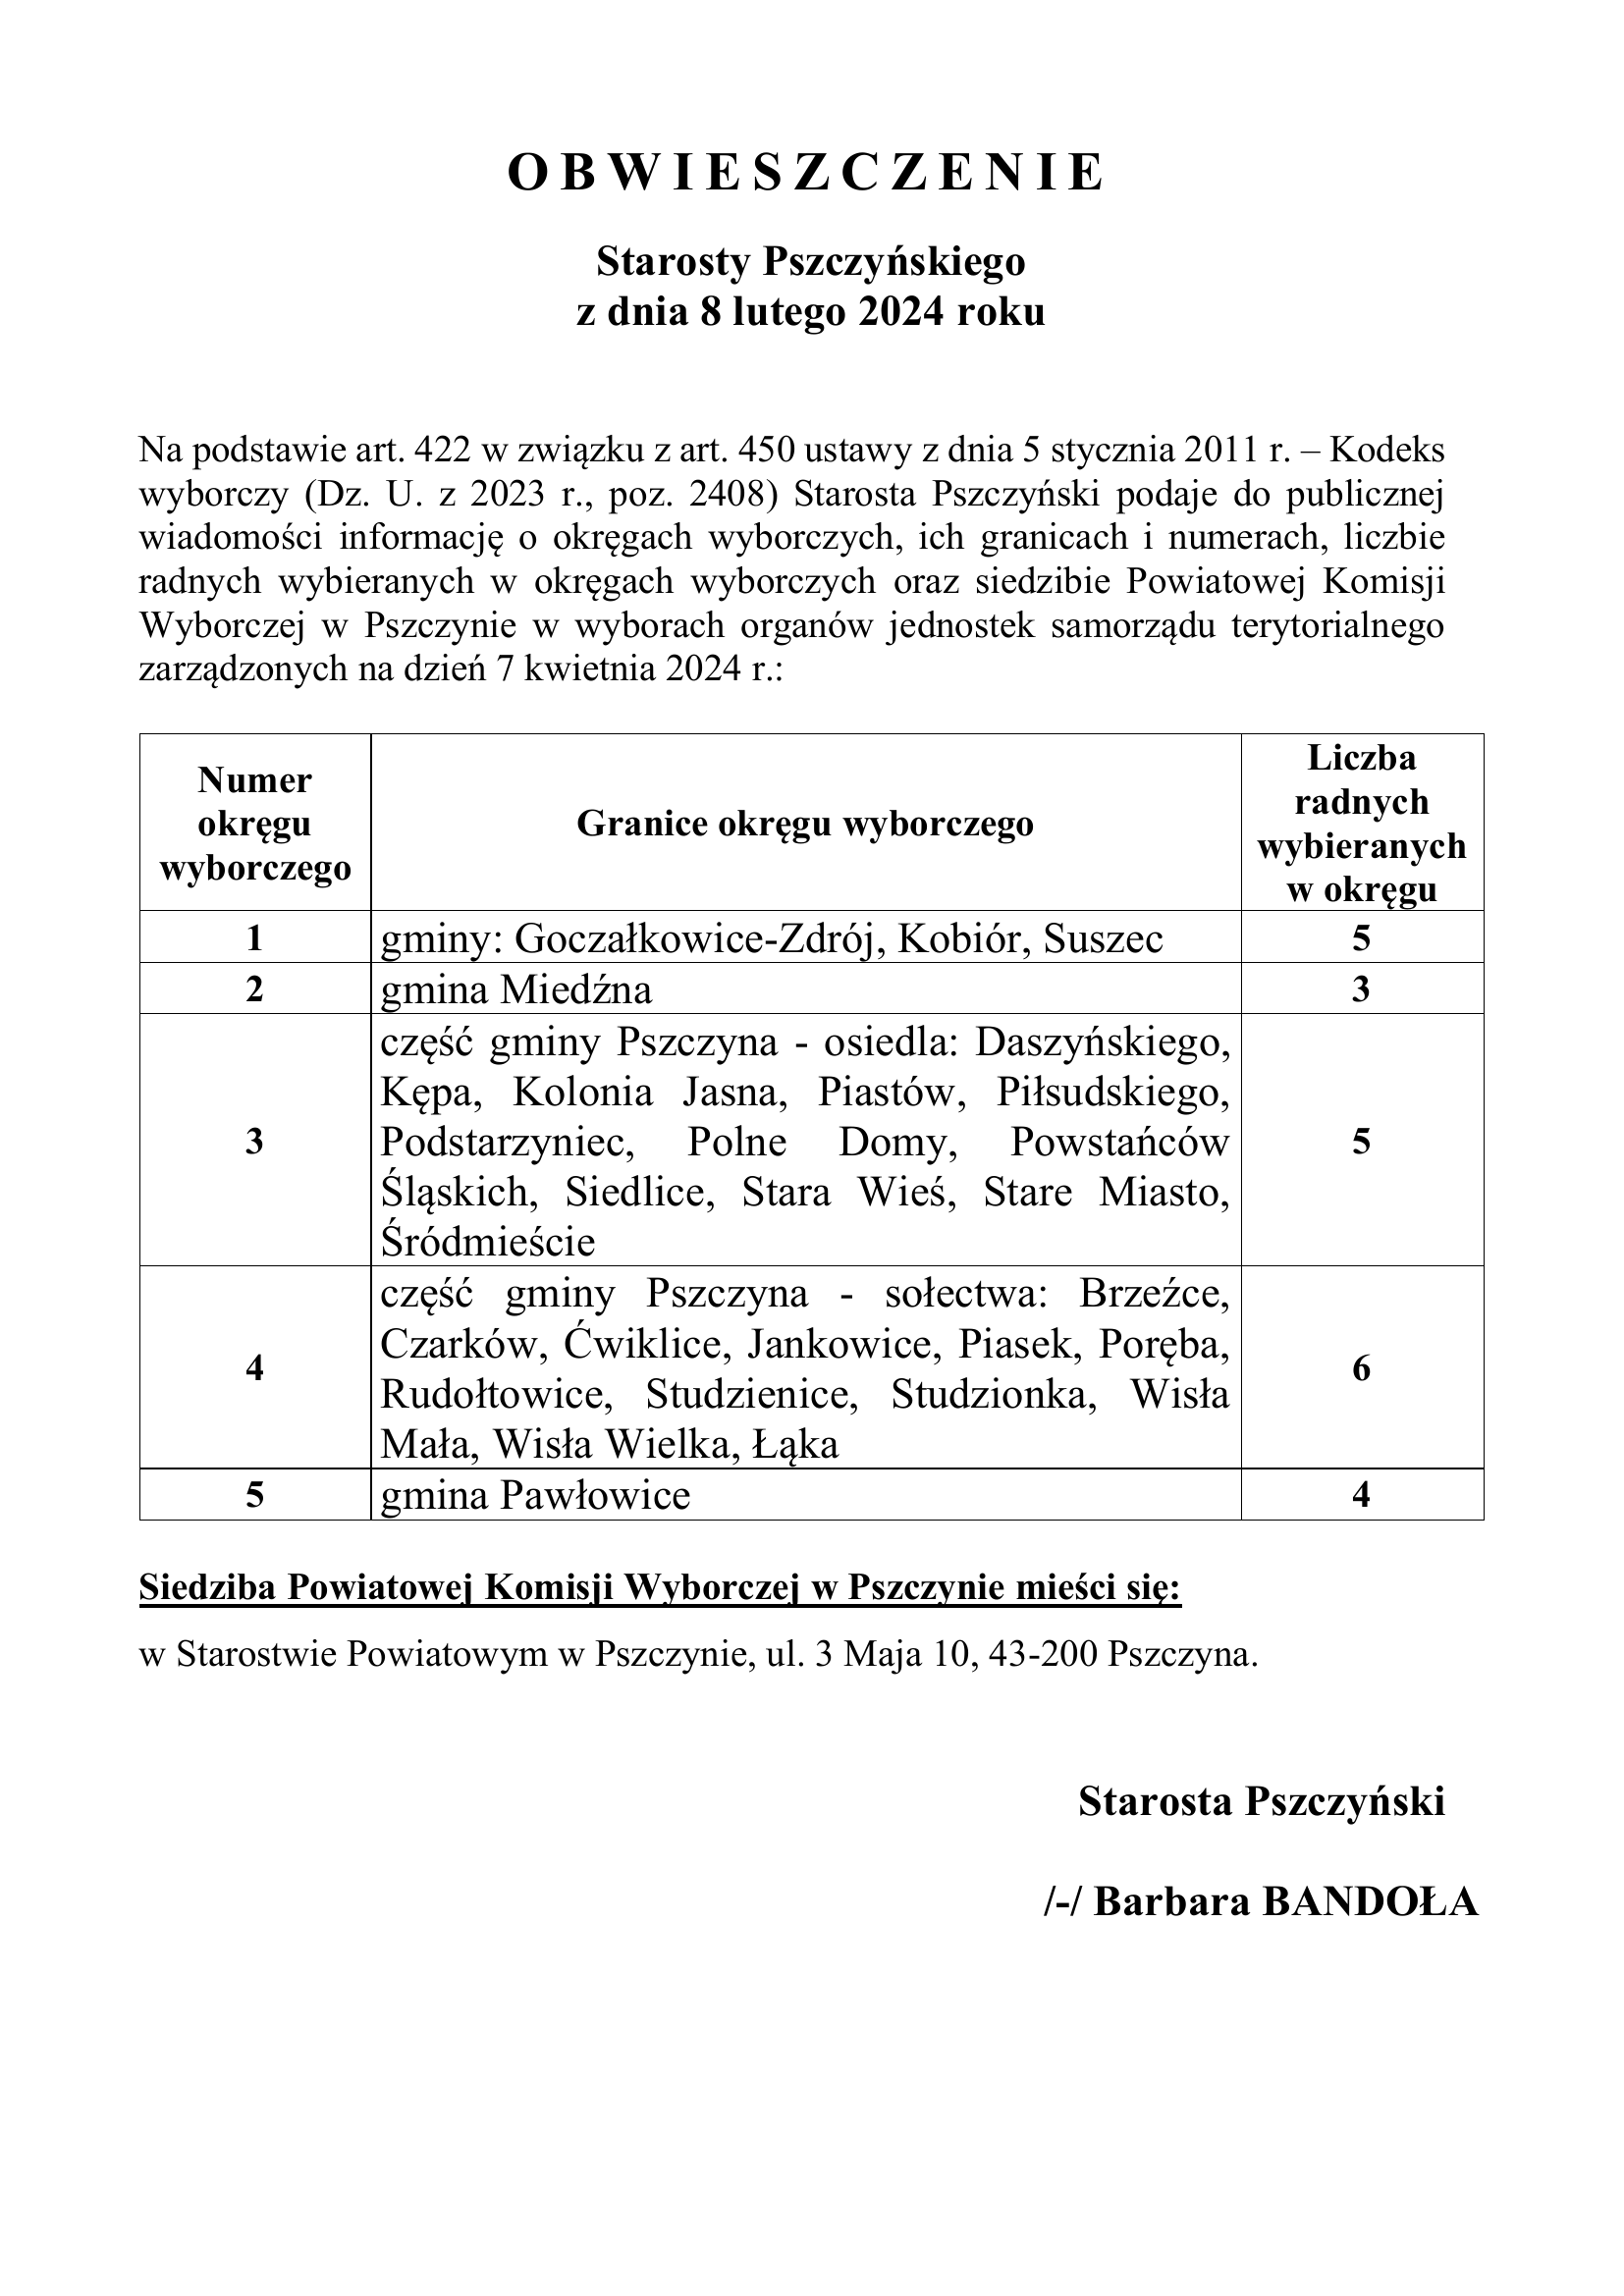 OBWIESZCZENIE
Starosty Pszczyńskiego
z dnia 8 lutego 2024 roku
Na podstawie art. 422 w związku z art. 450 ustawy z dnia 5 stycznia 2011 r. – Kodeks
wyborczy (Dz. U. z 2023 r., poz. 2408) Starosta Pszczyński podaje do publicznej
wiadomości informację o okręgach wyborczych, ich granicach i numerach, liczbie
radnych wybieranych w okręgach wyborczych oraz siedzibie Powiatowej Komisji
Wyborczej w Pszczynie w wyborach organów jednostek samorządu terytorialnego
zarządzonych na dzień 7 kwietnia 2024 r.:
Numer
okręgu
wyborczego
Granice okręgu wyborczego
Liczba
radnych
wybieranych
w okręgu
1
gminy: Goczałkowice-Zdrój, Kobiór, Suszec
5
2
gmina Miedźna
3
3
część gminy Pszczyna - osiedla: Daszyńskiego,
Kępa, Kolonia Jasna, Piastów, Piłsudskiego,
Podstarzyniec, Polne Domy, Powstańców
Śląskich, Siedlice, Stara Wieś, Stare Miasto,
Śródmieście
5
4
część gminy Pszczyna - sołectwa: Brzeźce,
Czarków, Ćwiklice, Jankowice, Piasek, Poręba,
Rudołtowice, Studzienice, Studzionka, Wisła
Mała, Wisła Wielka, Łąka
6
5
gmina Pawłowice
4
Siedziba Powiatowej Komisji Wyborczej w Pszczynie mieści się:
w Starostwie Powiatowym w Pszczynie, ul. 3 Maja 10, 43-200 Pszczyna.
Starosta Pszczyński
/-/ Barbara BANDOŁA